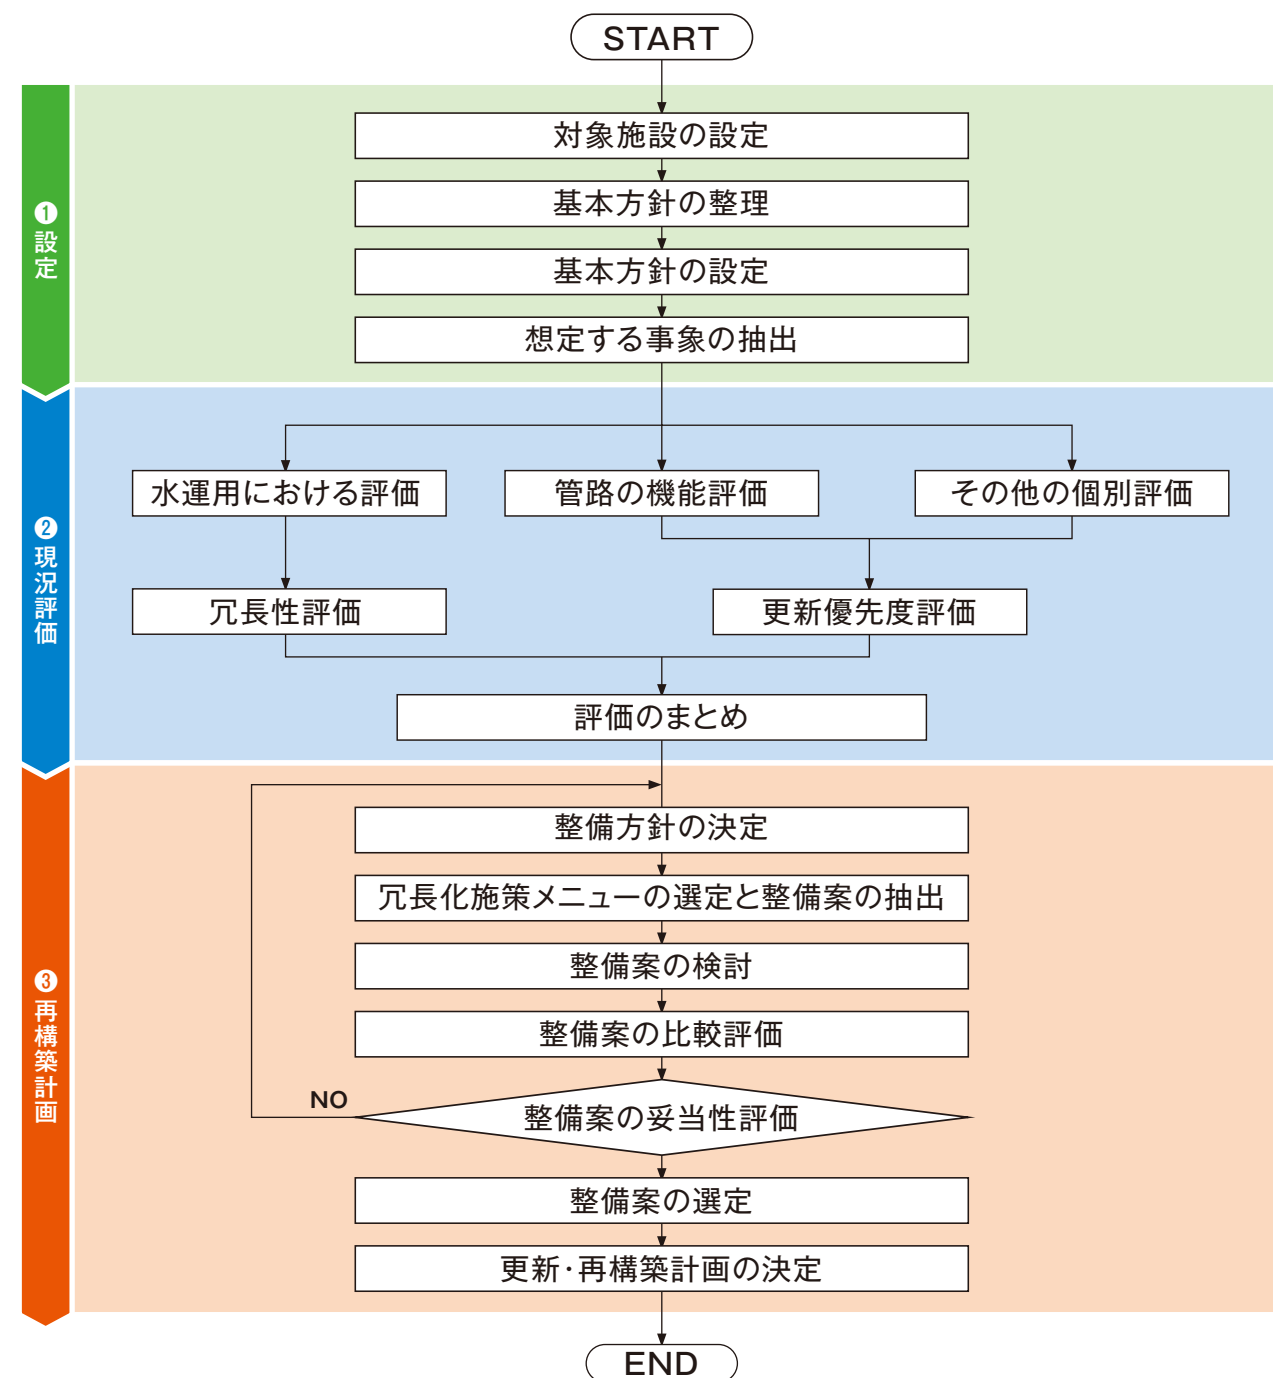 START
❶設定
対象施設の設定
基本方針の整理
基本方針の設定
想定する事象の抽出
❷現況評価
水運用における評価
管路の機能評価
その他の個別評価
冗長性評価
更新優先度評価
評価のまとめ
❸再構築計画
整備方針の決定
冗長化施策メニューの選定と整備案の抽出
整備案の検討
整備案の比較評価
NO
整備案の妥当性評価
整備案の選定
更新・再構築計画の決定
END